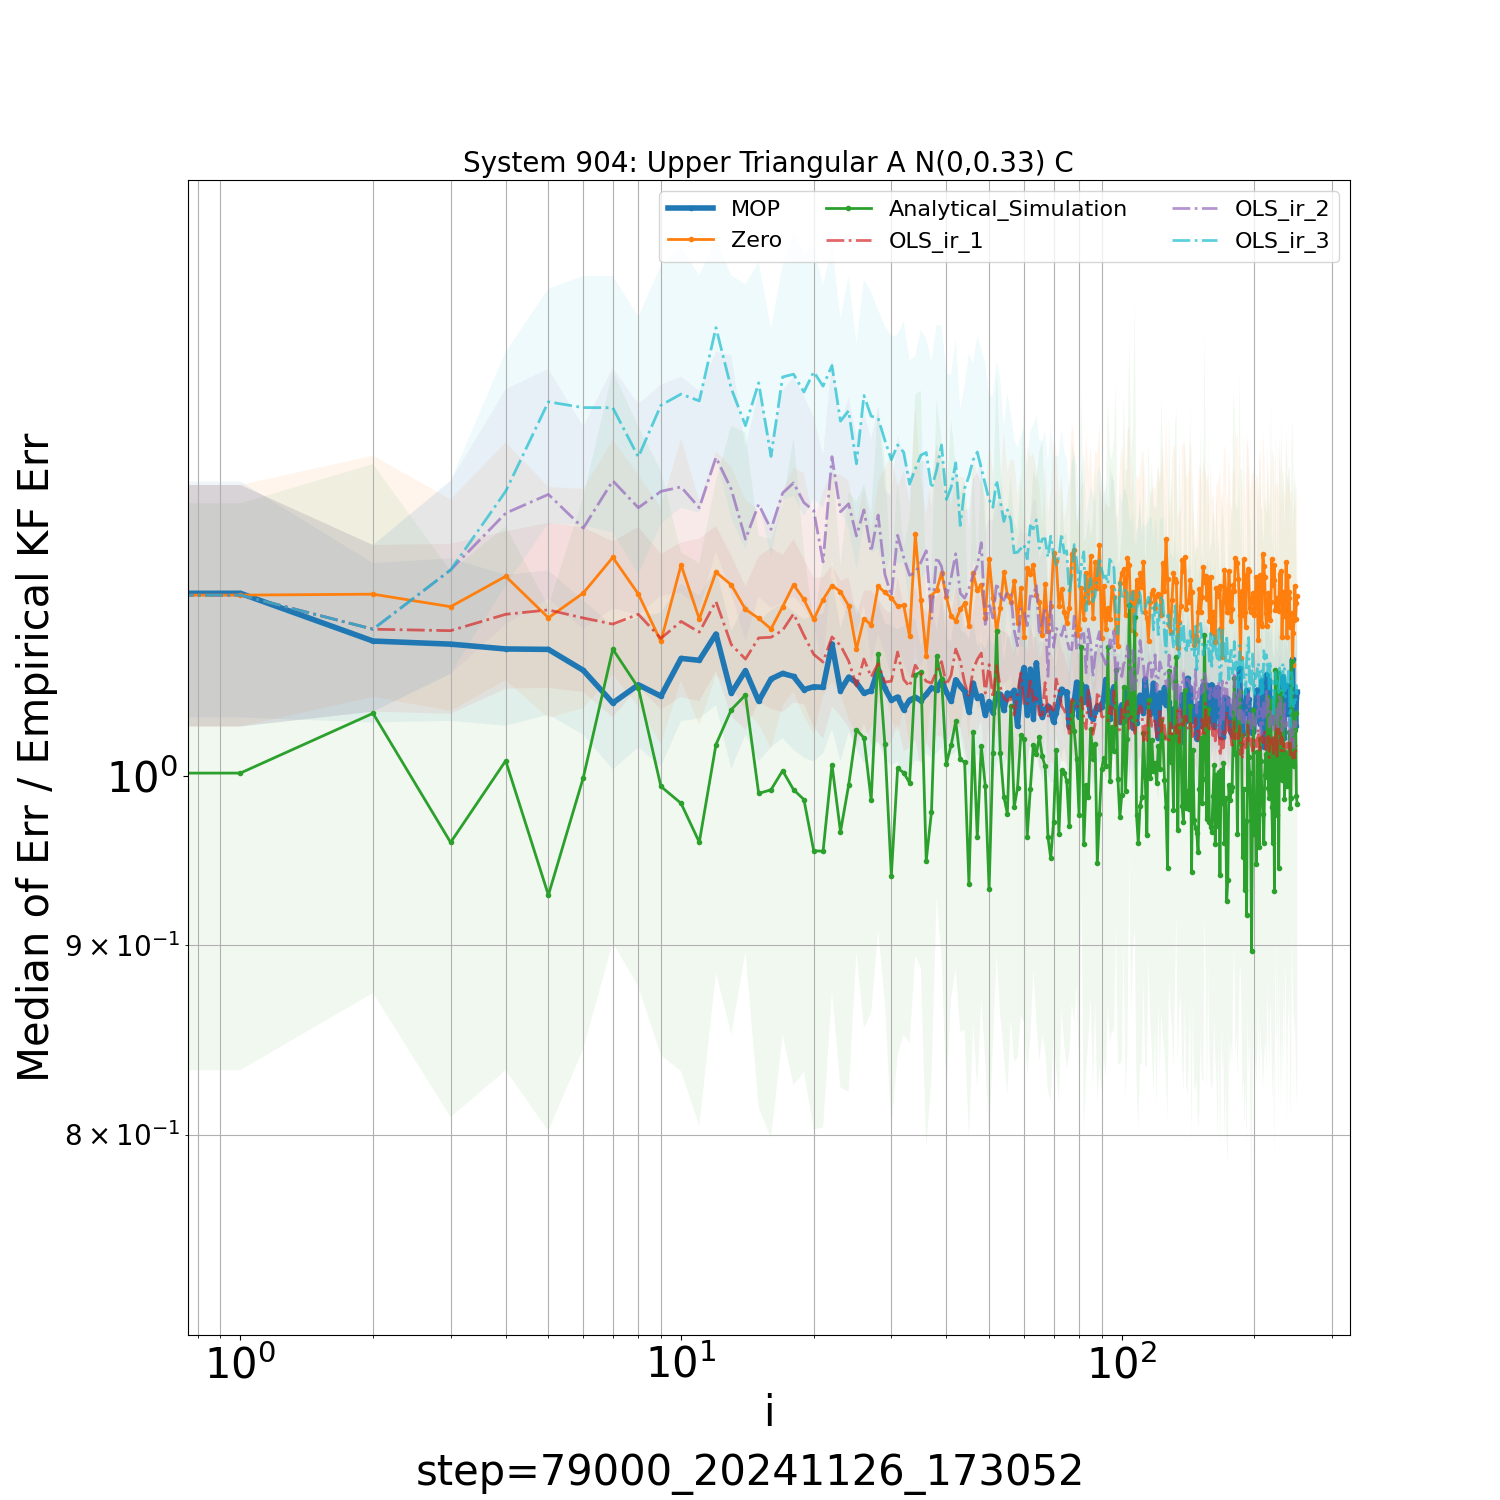 System 904: Upper Triangular A N(0,0.33) C
MOP
Zero
Analytical_Simulation
OLS_ir_1
OLS_ir_2
OLS_ir_3
Median of Err / Empirical KF Err
10⁰
9 × 10⁻¹
8 × 10⁻¹
10⁰ 10¹ 10²
i
step=79000_20241126_173052